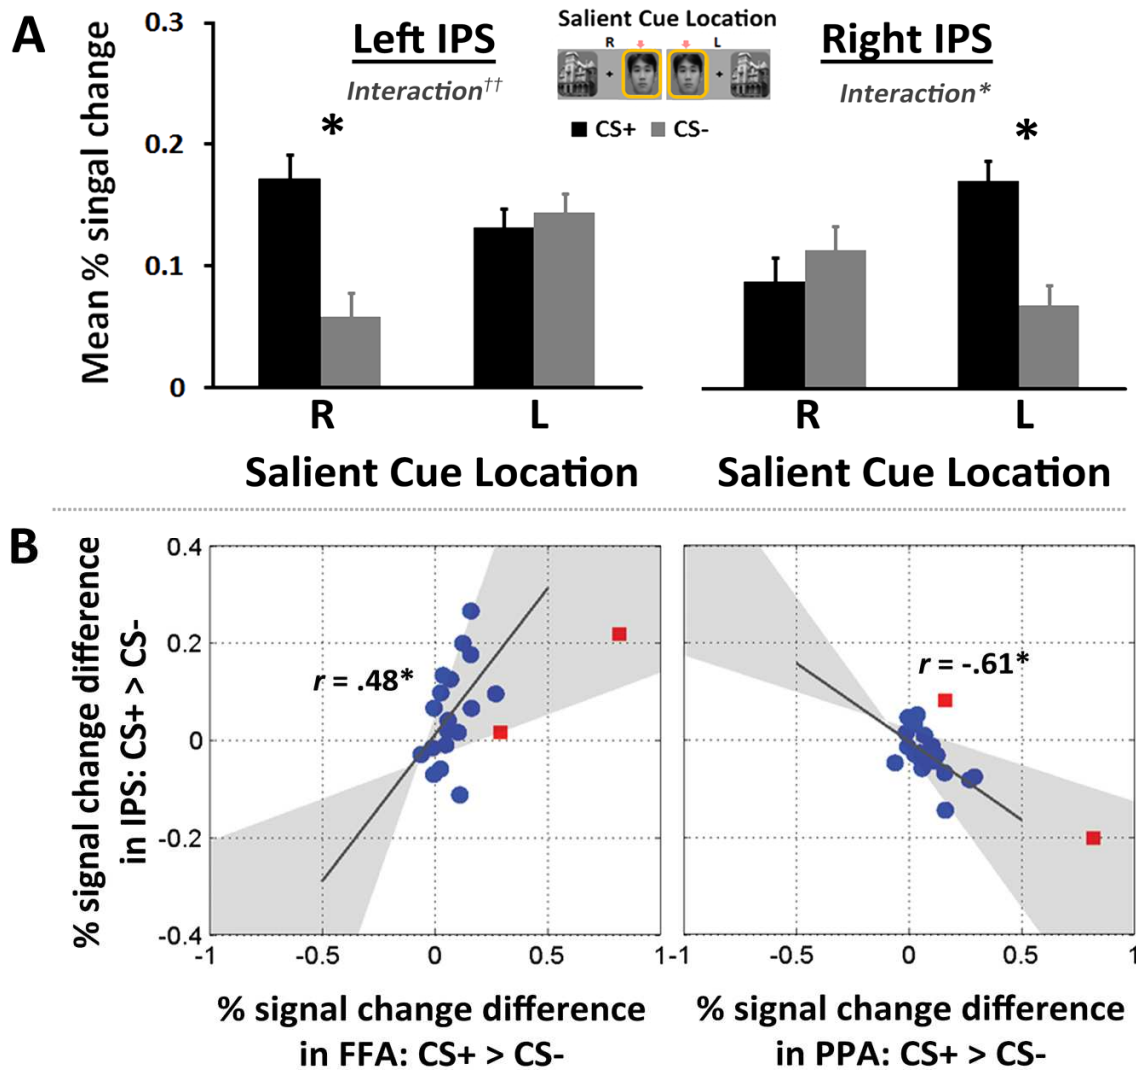 A
Left IPS
Interaction††
Salient Cue Location
R L
+ +
CS+ CS-
Right IPS
Interaction*
Mean % singal change
0.3
0.2
0.1
0
*
*
R L
R L
Salient Cue Location
Salient Cue Location
B
% signal change difference
in IPS: CS+ > CS-
0.4
0.2
0
-0.2
-0.4
r = .48*
r = -.61*
-1 -0.5 0 0.5 1
-0.5 0 0.5 1
% signal change difference
in FFA: CS+ > CS-
% signal change difference
in PPA: CS+ > CS-